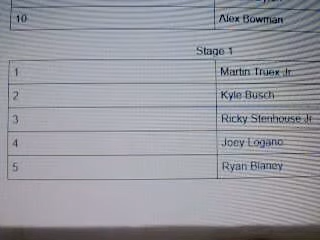 10 Alex Bowman
Stage 1
1 Martin Truex Jr.
2 Kyle Busch
3 Ricky Stenhouse Jr
4 Joey Logano
5 Ryan Blaney